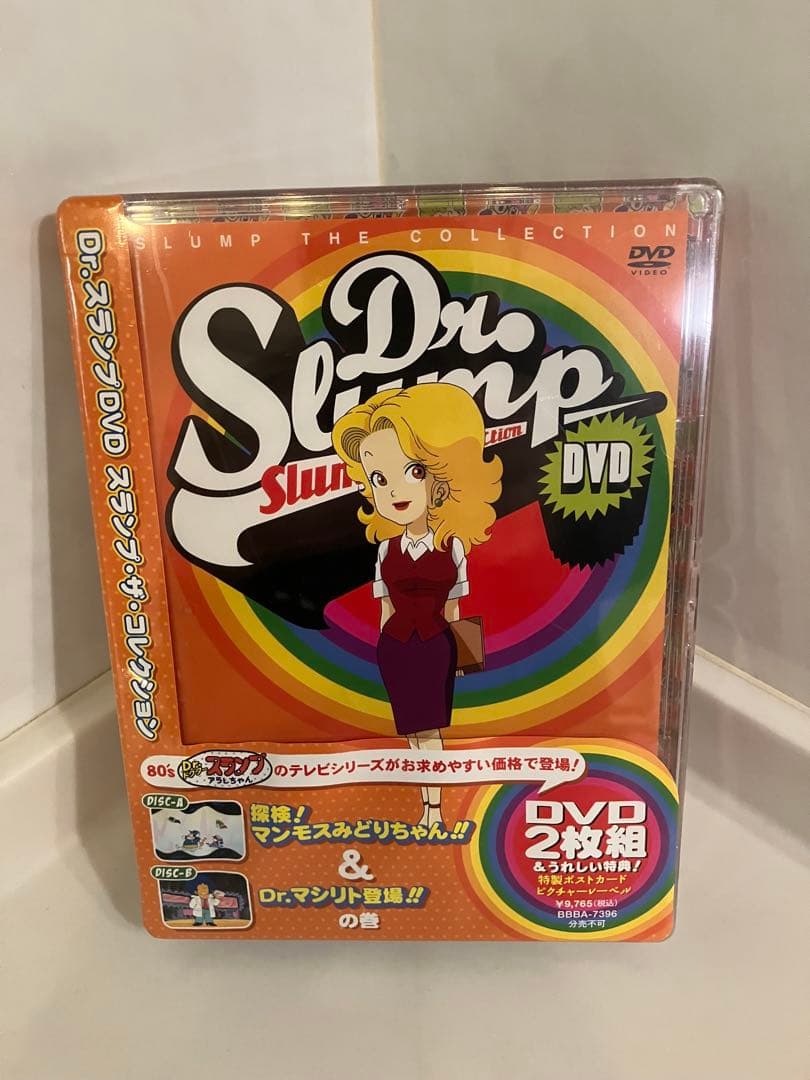 SLUMP THE COLLECTION
DVD
VIDEO
Dr.
Slump
Slum
ction
DVD
Dr.スランプDVD スランプ・ザ・コレクション
80's Dr.ドクタースランプ アラレちゃん のテレビシリーズがお求めやすい価格で登場!
DISC-A
探検!
マンモスみどりちゃん!!
&
DISC-B
Dr.マシリト登場!!
の巻
DVD
2枚組
&うれしい特典!
特製ポストカード
ピクチャーレーベル
¥9,765(税込)
BBBA-7396
分売不可